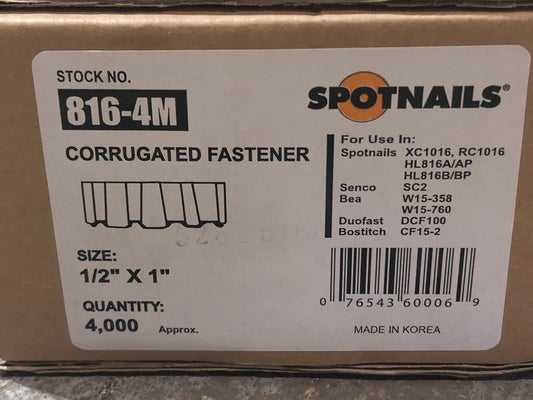 STOCK NO.
816-4M
CORRUGATED FASTENER
SIZE:
1/2" X 1"
QUANTITY:
4,000 Approx.
SPOTNAILS®
For Use In:
Spotnails XC1016, RC1016
HL816A/AP
HL816B/BP
Senco SC2
Bea W15-358
W15-760
Duofast DCF100
Bostitch CF15-2
0 76543 60006 9
MADE IN KOREA